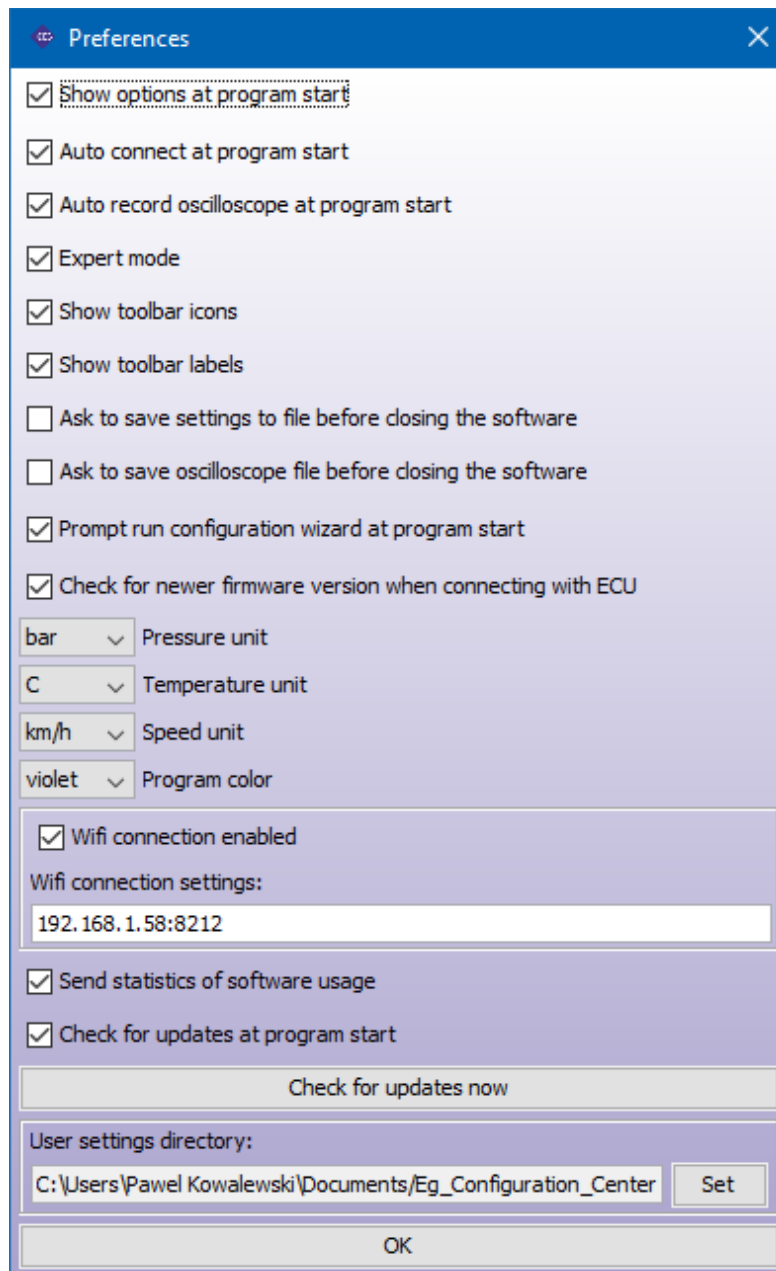 Preferences
Show options at program start
Auto connect at program start
Auto record oscilloscope at program start
Expert mode
Show toolbar icons
Show toolbar labels
Ask to save settings to file before closing the software
Ask to save oscilloscope file before closing the software
Prompt run configuration wizard at program start
Check for newer firmware version when connecting with ECU
bar Pressure unit
C Temperature unit
km/h Speed unit
violet Program color
Wifi connection enabled
Wifi connection settings:
192.168.1.58:8212
Send statistics of software usage
Check for updates at program start
Check for updates now
User settings directory:
C:\Users\Pawel Kowalewski\Documents/Eg_Configuration_Center Set
OK